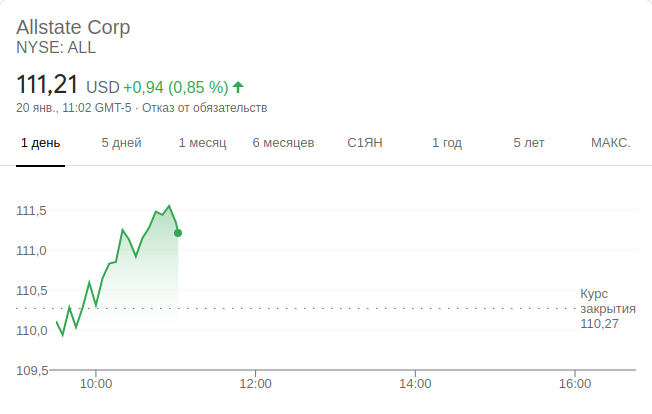 Allstate Corp
NYSE: ALL
111,21 USD +0,94 (0,85 %)
20 янв., 11:02 GMT-5 · Отказ от обязательств
1 день 5 дней 1 месяц 6 месяцев С1ЯН 1 год 5 лет МАКС.
111,5
111,0
110,5
110,0
109,5
Курс
закрытия
110,27
10:00 12:00 14:00 16:00